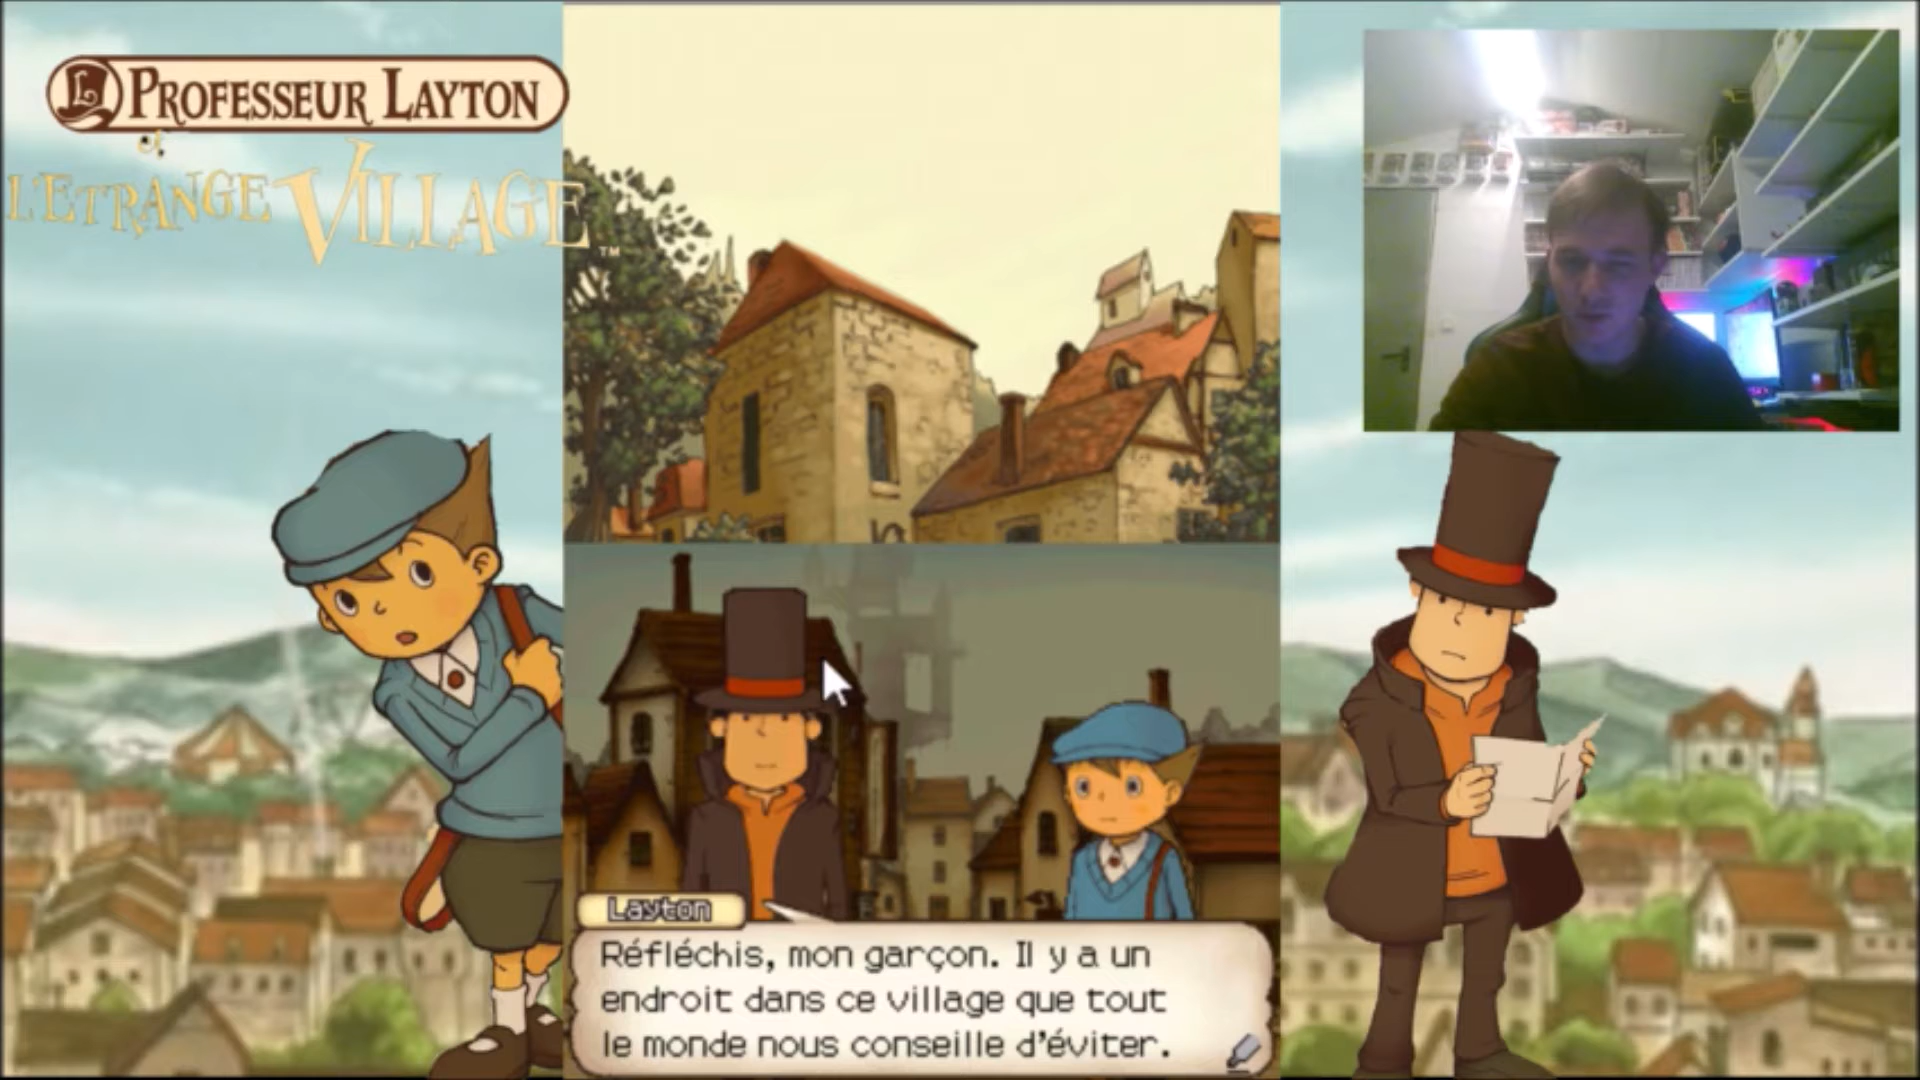 L PROFESSEUR LAYTON
et
L'ETRANGE VILLAGE™
Layton
Réfléchis, mon garçon. Il y a un
endroit dans ce village que tout
le monde nous conseille d'éviter.